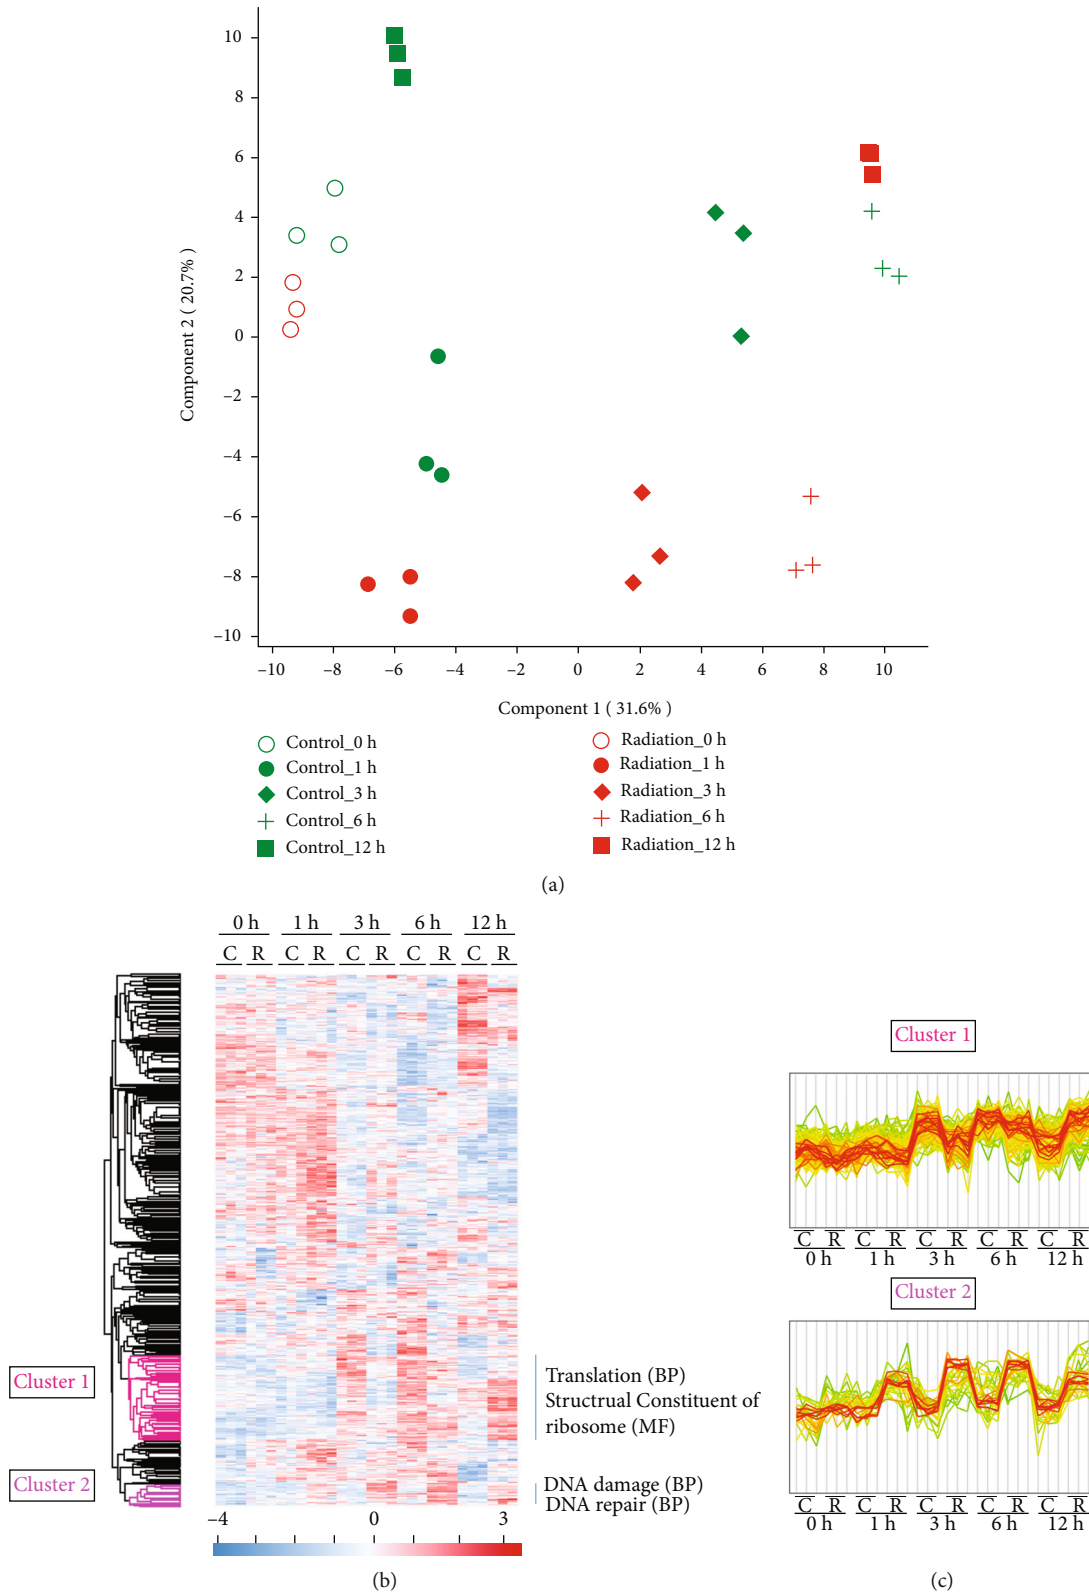 10
8
6
4
2
0
−2
−4
−6
−8
−10
Component 2 ( 20.7% )
−10 −8 −6 −4 −2 0 2 4 6 8 10
Component 1 ( 31.6% )
Control_0 h
Control_1 h
Control_3 h
Control_6 h
Control_12 h
Radiation_0 h
Radiation_1 h
Radiation_3 h
Radiation_6 h
Radiation_12 h
(a)
0 h 1 h 3 h 6 h 12 h
C R C R C R C R C R
Cluster 1
Cluster 2
Translation (BP)
Structrual Constituent of
ribosome (MF)
DNA damage (BP)
DNA repair (BP)
−4 0 3
(b)
Cluster 1
C R C R C R C R C R
0 h 1 h 3 h 6 h 12 h
Cluster 2
C R C R C R C R C R
0 h 1 h 3 h 6 h 12 h
(c)